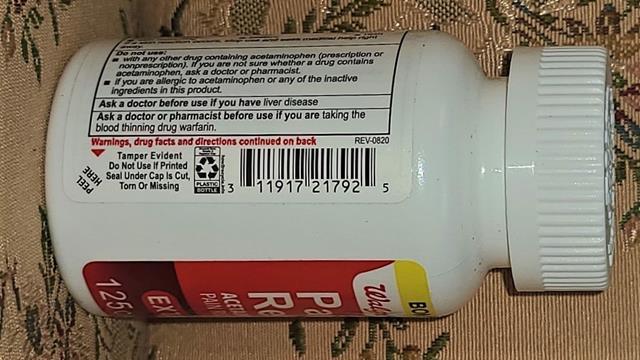 away.
Do not use:
■ with any other drug containing acetaminophen (prescription or
nonprescription). If you are not sure whether a drug contains
acetaminophen, ask a doctor or pharmacist.
■ if you are allergic to acetaminophen or any of the inactive
ingredients in this product.
Ask a doctor before use if you have liver disease
Ask a doctor or pharmacist before use if you are taking the
blood thinning drug warfarin.
Warnings, drug facts and directions continued on back
REV-0820
PEEL
HERE
Tamper Evident
Do Not Use If Printed
Seal Under Cap Is Cut,
Torn Or Missing
PLASTIC
BOTTLE
3 11917 21792 5
BO
Wal
Pa
Re
ACE
PAIN
EX
125